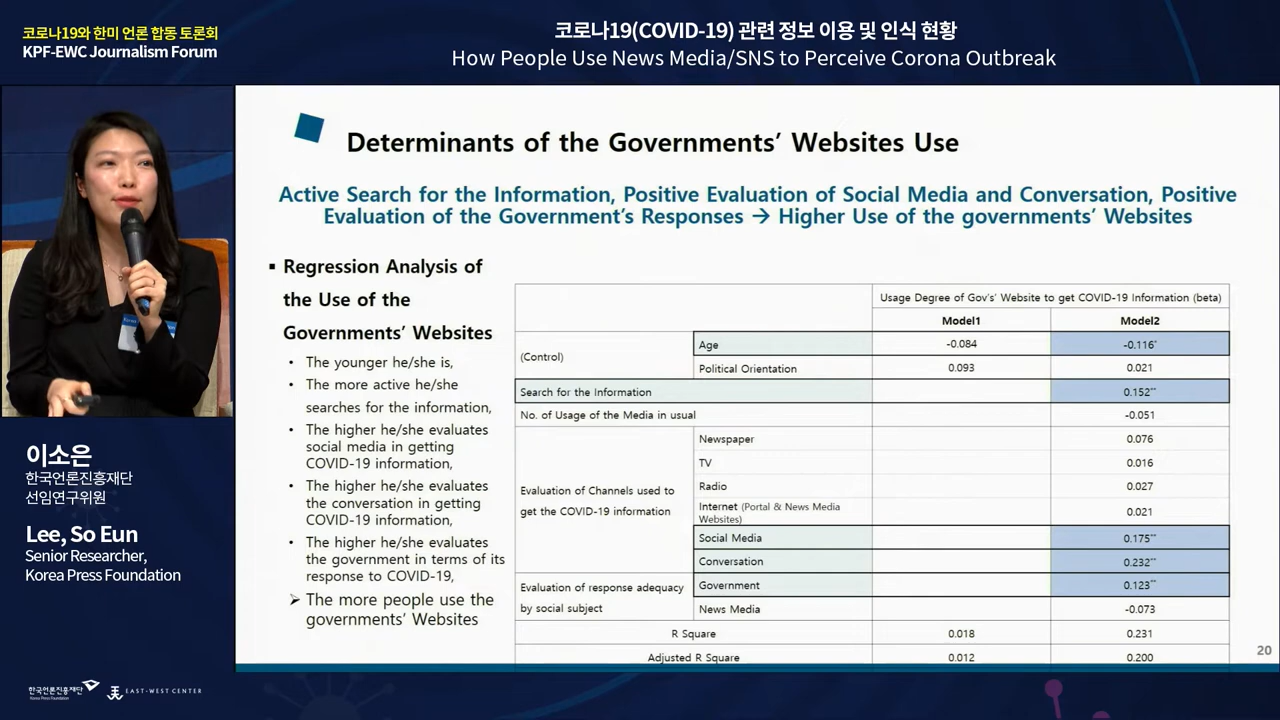 코로나19와 한미 언론 합동 토론회
KPF-EWC Journalism Forum
코로나19(COVID-19) 관련 정보 이용 및 인식 현황
How People Use News Media/SNS to Perceive Corona Outbreak
이소은
한국언론진흥재단
선임연구위원
Lee, So Eun
Senior Researcher,
Korea Press Foundation
한국언론진흥재단
Korea Press Foundation
EAST-WEST CENTER
Determinants of the Governments’ Websites Use
Active Search for the Information, Positive Evaluation of Social Media and Conversation, Positive
Evaluation of the Government’s Responses → Higher Use of the governments’ Websites
▪ Regression Analysis of
the Use of the
Governments’ Websites
• The younger he/she is,
• The more active he/she
searches for the information,
• The higher he/she evaluates
social media in getting
COVID-19 information,
• The higher he/she evaluates
the conversation in getting
COVID-19 information,
• The higher he/she evaluates
the government in terms of its
response to COVID-19,
➢ The more people use the
governments’ Websites
Usage Degree of Gov’s’ Website to get COVID-19 Information (beta)
Model1 Model2
(Control)
Age -0.084 -0.116*
Political Orientation 0.093 0.021
Search for the Information 0.152**
No. of Usage of the Media in usual -0.051
Evaluation of Channels used to
get the COVID-19 information
Newspaper 0.076
TV 0.016
Radio 0.027
Internet (Portal & News Media
Websites) 0.021
Social Media 0.175**
Conversation 0.232**
Evaluation of response adequacy
by social subject
Government 0.123**
News Media -0.073
R Square 0.018 0.231
Adjusted R Square 0.012 0.200
20